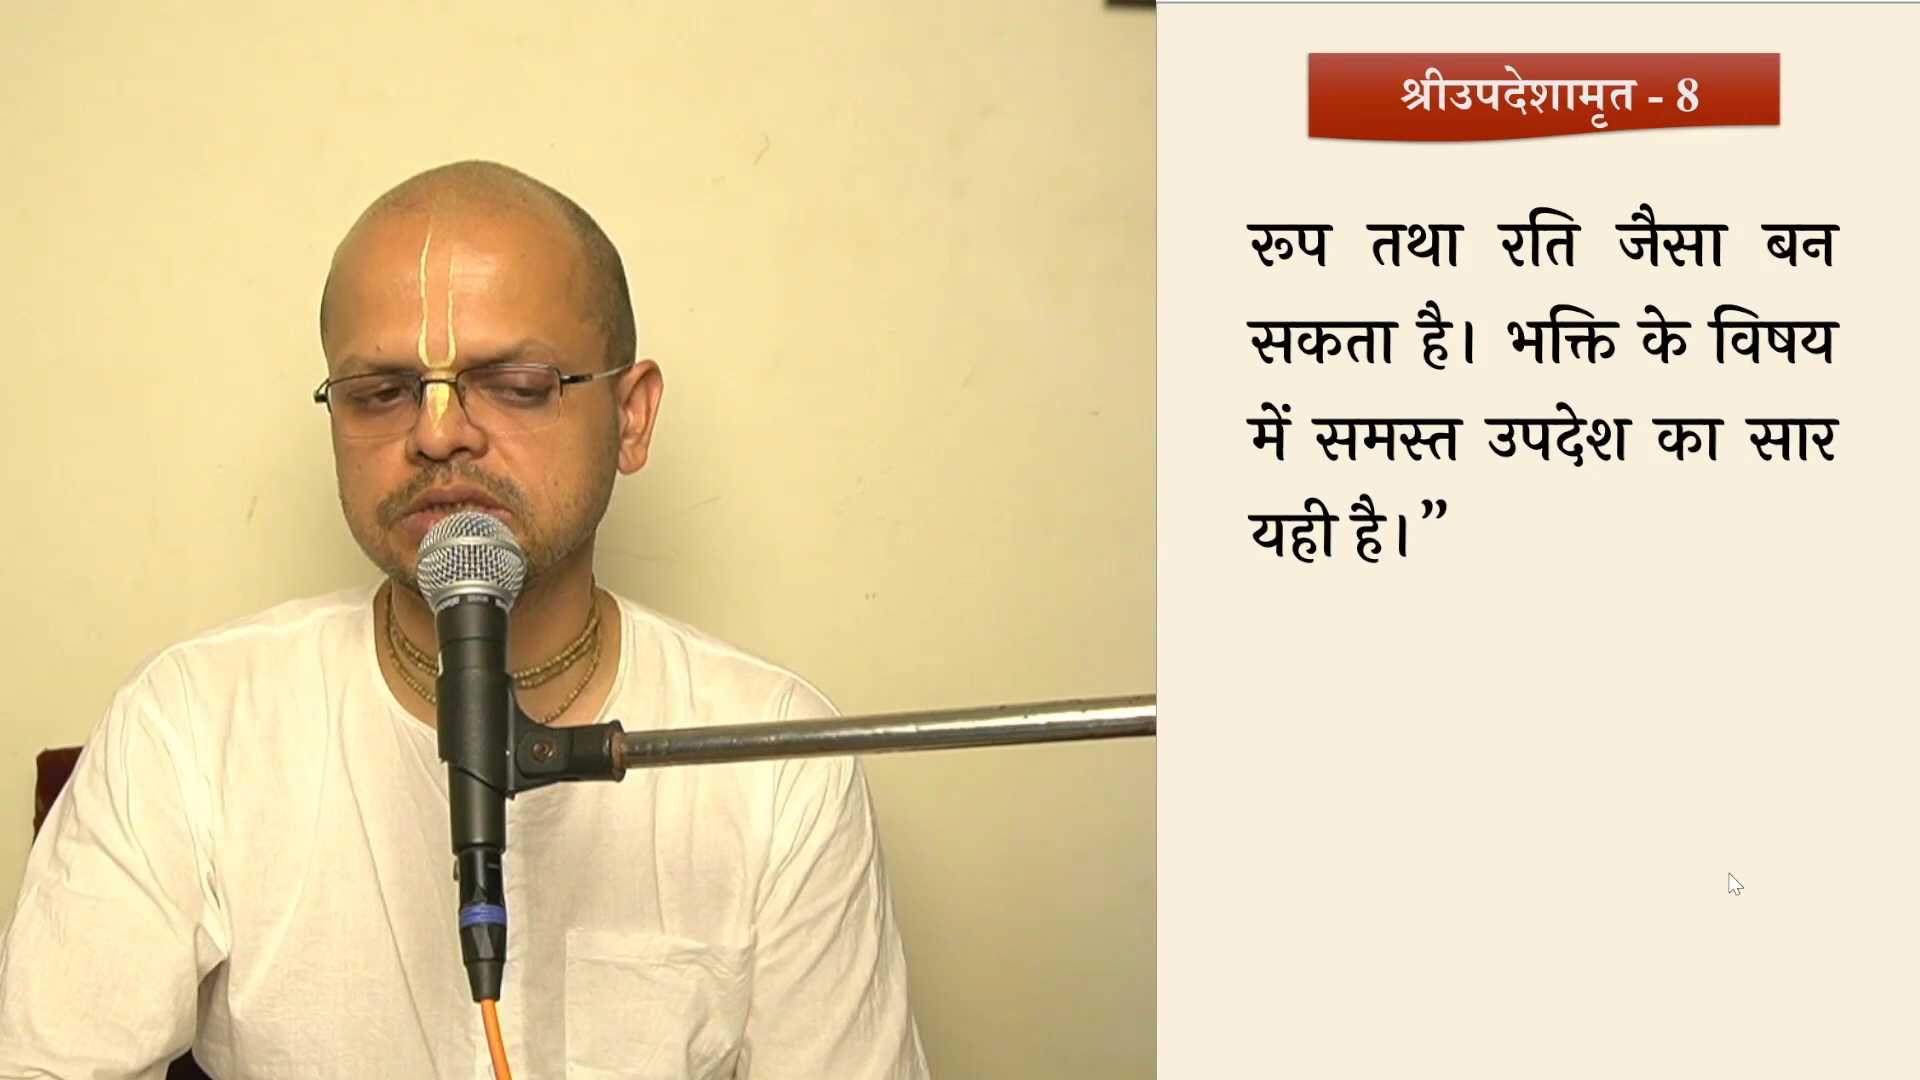 श्रीउपदेशामृत - 8
रूप तथा रति जैसा बन
सकता है। भक्ति के विषय
में समस्त उपदेश का सार
यही है।”